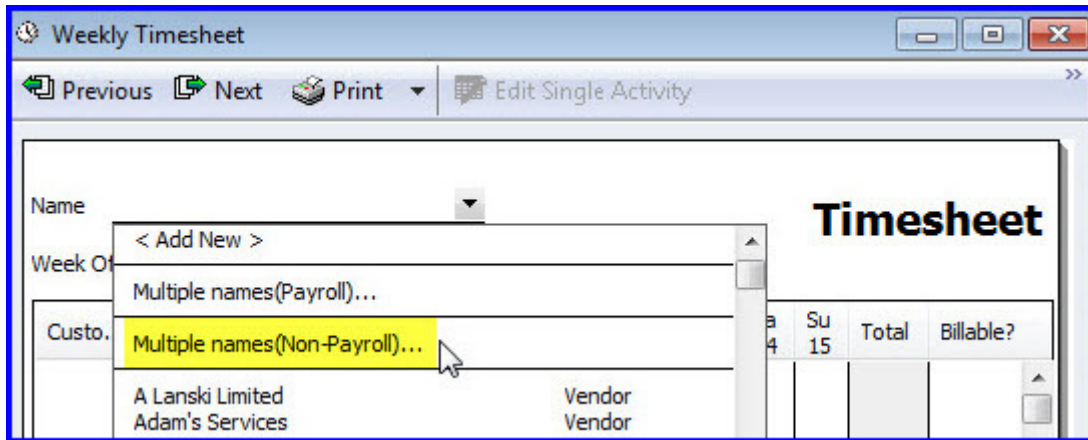 Weekly Timesheet
Previous Next Print Edit Single Activity
Name
Timesheet
< Add New >
Week Of
Multiple names(Payroll)...
Custo. a Su Total Billable?
4 15
Multiple names(Non-Payroll)...
A Lanski Limited Vendor
Adam's Services Vendor